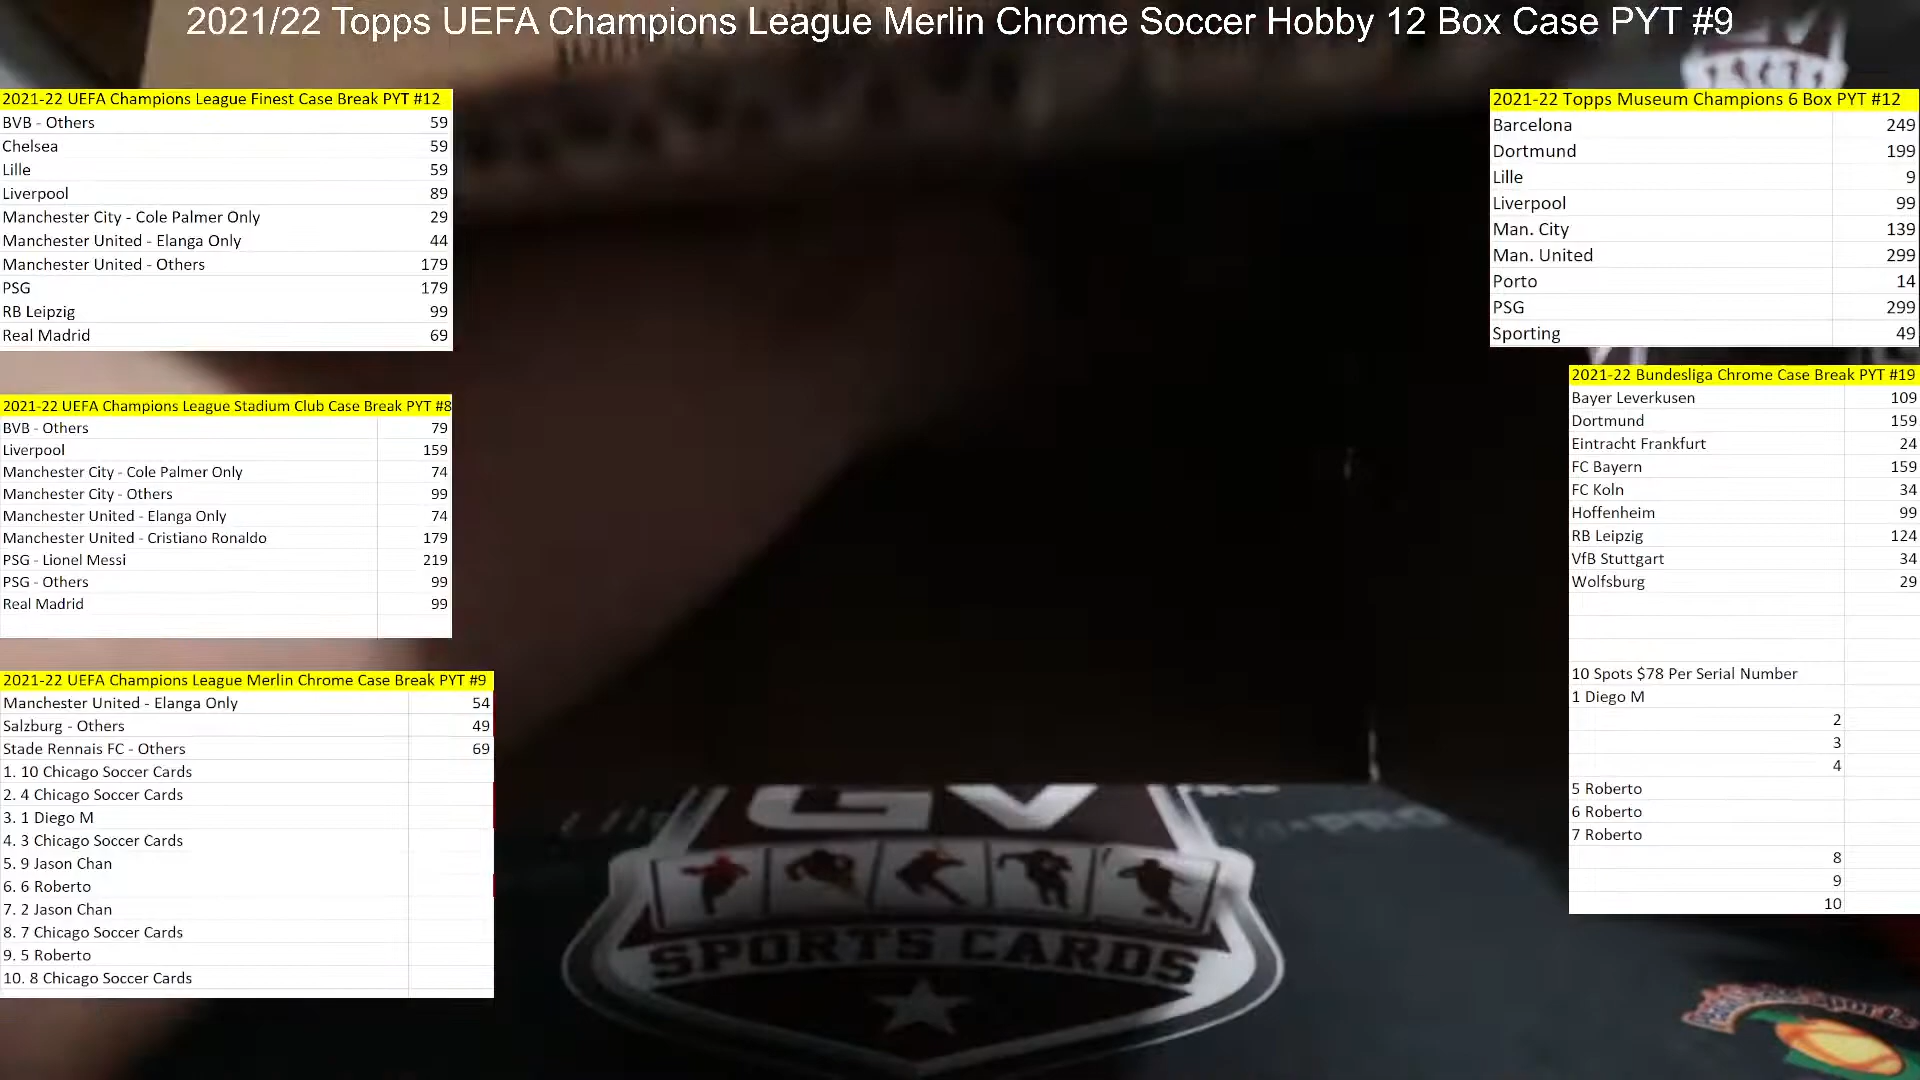 2021/22 Topps UEFA Champions League Merlin Chrome Soccer Hobby 12 Box Case PYT #9
2021-22 UEFA Champions League Finest Case Break PYT #12
BVB - Others 59
Chelsea 59
Lille 59
Liverpool 89
Manchester City - Cole Palmer Only 29
Manchester United - Elanga Only 44
Manchester United - Others 179
PSG 179
RB Leipzig 99
Real Madrid 69
2021-22 UEFA Champions League Stadium Club Case Break PYT #8
BVB - Others 79
Liverpool 159
Manchester City - Cole Palmer Only 74
Manchester City - Others 99
Manchester United - Elanga Only 74
Manchester United - Cristiano Ronaldo 179
PSG - Lionel Messi 219
PSG - Others 99
Real Madrid 99
2021-22 UEFA Champions League Merlin Chrome Case Break PYT #9
Manchester United - Elanga Only 54
Salzburg - Others 49
Stade Rennais FC - Others 69
1. 10 Chicago Soccer Cards
2. 4 Chicago Soccer Cards
3. 1 Diego M
4. 3 Chicago Soccer Cards
5. 9 Jason Chan
6. 6 Roberto
7. 2 Jason Chan
8. 7 Chicago Soccer Cards
9. 5 Roberto
10. 8 Chicago Soccer Cards
2021-22 Topps Museum Champions 6 Box PYT #12
Barcelona 249
Dortmund 199
Lille 9
Liverpool 99
Man. City 139
Man. United 299
Porto 14
PSG 299
Sporting 49
2021-22 Bundesliga Chrome Case Break PYT #19
Bayer Leverkusen 109
Dortmund 159
Eintracht Frankfurt 24
FC Bayern 159
FC Koln 34
Hoffenheim 99
RB Leipzig 124
VfB Stuttgart 34
Wolfsburg 29
10 Spots $78 Per Serial Number
1 Diego M
2
3
4
5 Roberto
6 Roberto
7 Roberto
8
9
10
GV
SPORTS CARDS